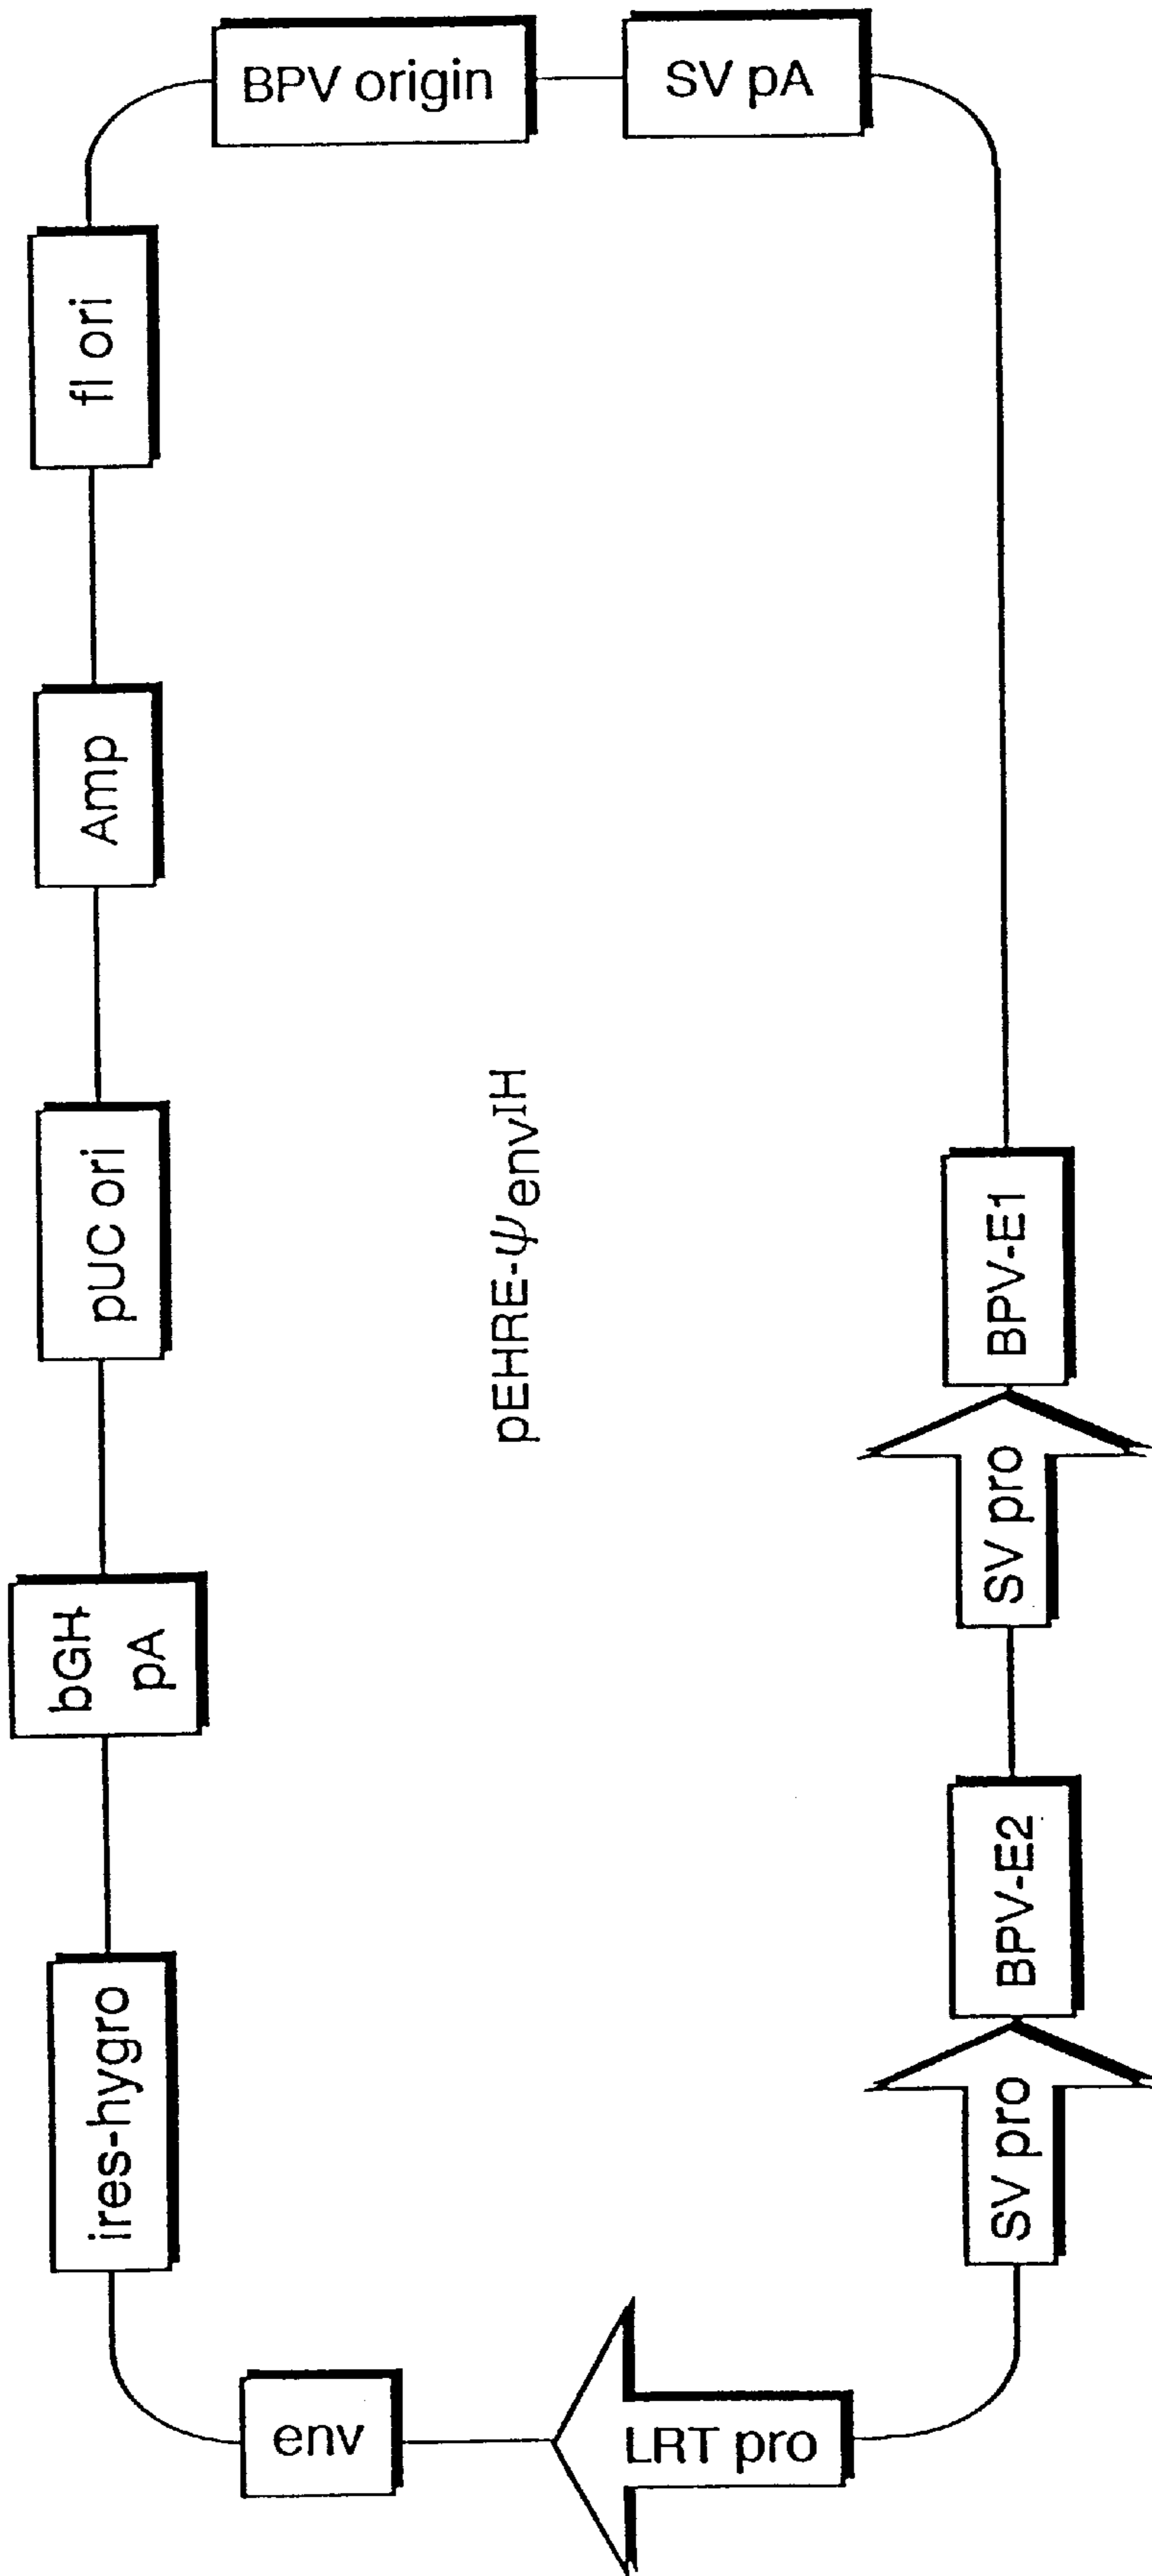 BPV origin
SV pA
fl ori
Amp
pUC ori
bGH
pA
ires-hygro
env
LRT pro
SV pro
BPV-E2
SV pro
BPV-E1
pEHRE-ψenvIH